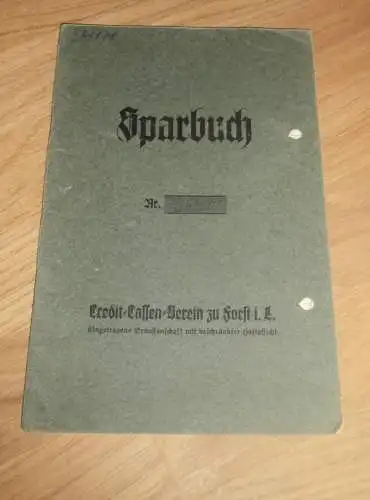 Sparbuch
Nr.
Credit-Cassen-Verein zu Forst i. L.
Eingetragene Genossenschaft mit beschränkter Haftpflicht.